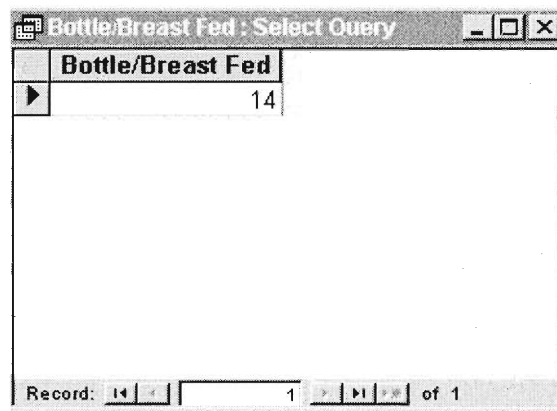 Bottle/Breast Fed : Select Query
Bottle/Breast Fed
14
Record: 1 of 1